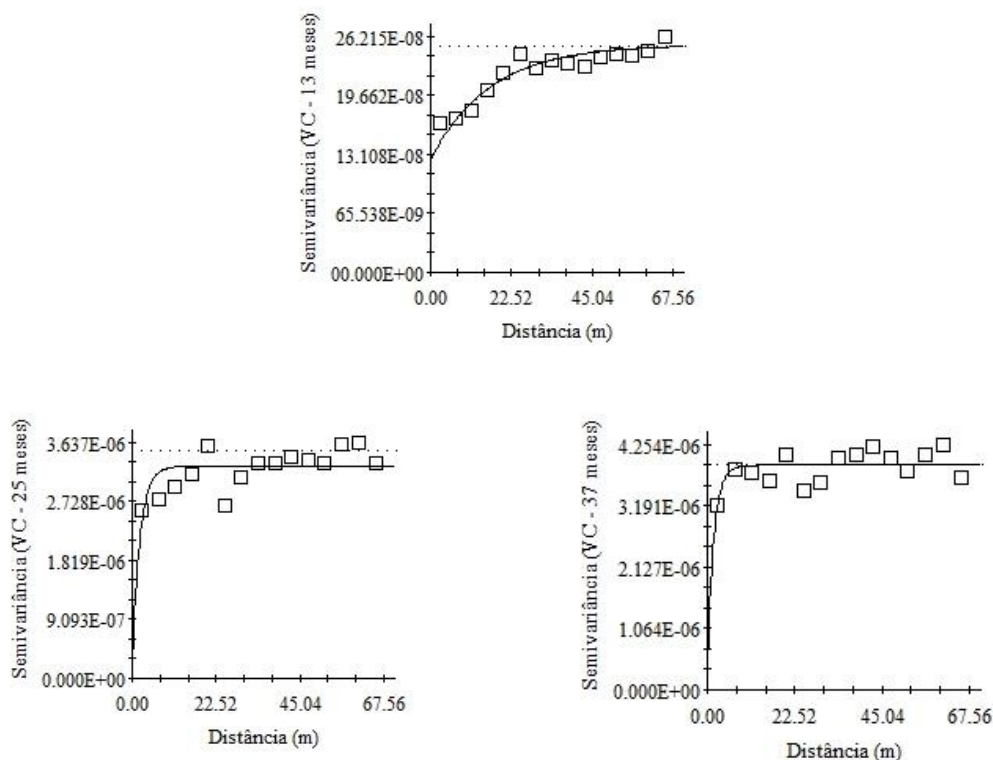 Semivariância (VC - 13 meses)
26.215E-08
19.662E-08
13.108E-08
65.538E-09
00.000E+00
0.00 22.52 45.04 67.56
Distância (m)
Semivariância (VC - 25 meses)
3.637E-06
2.728E-06
1.819E-06
9.093E-07
0.000E+00
0.00 22.52 45.04 67.56
Distância (m)
Semivariância (VC - 37 meses)
4.254E-06
3.191E-06
2.127E-06
1.064E-06
0.000E+00
0.00 22.52 45.04 67.56
Distância (m)